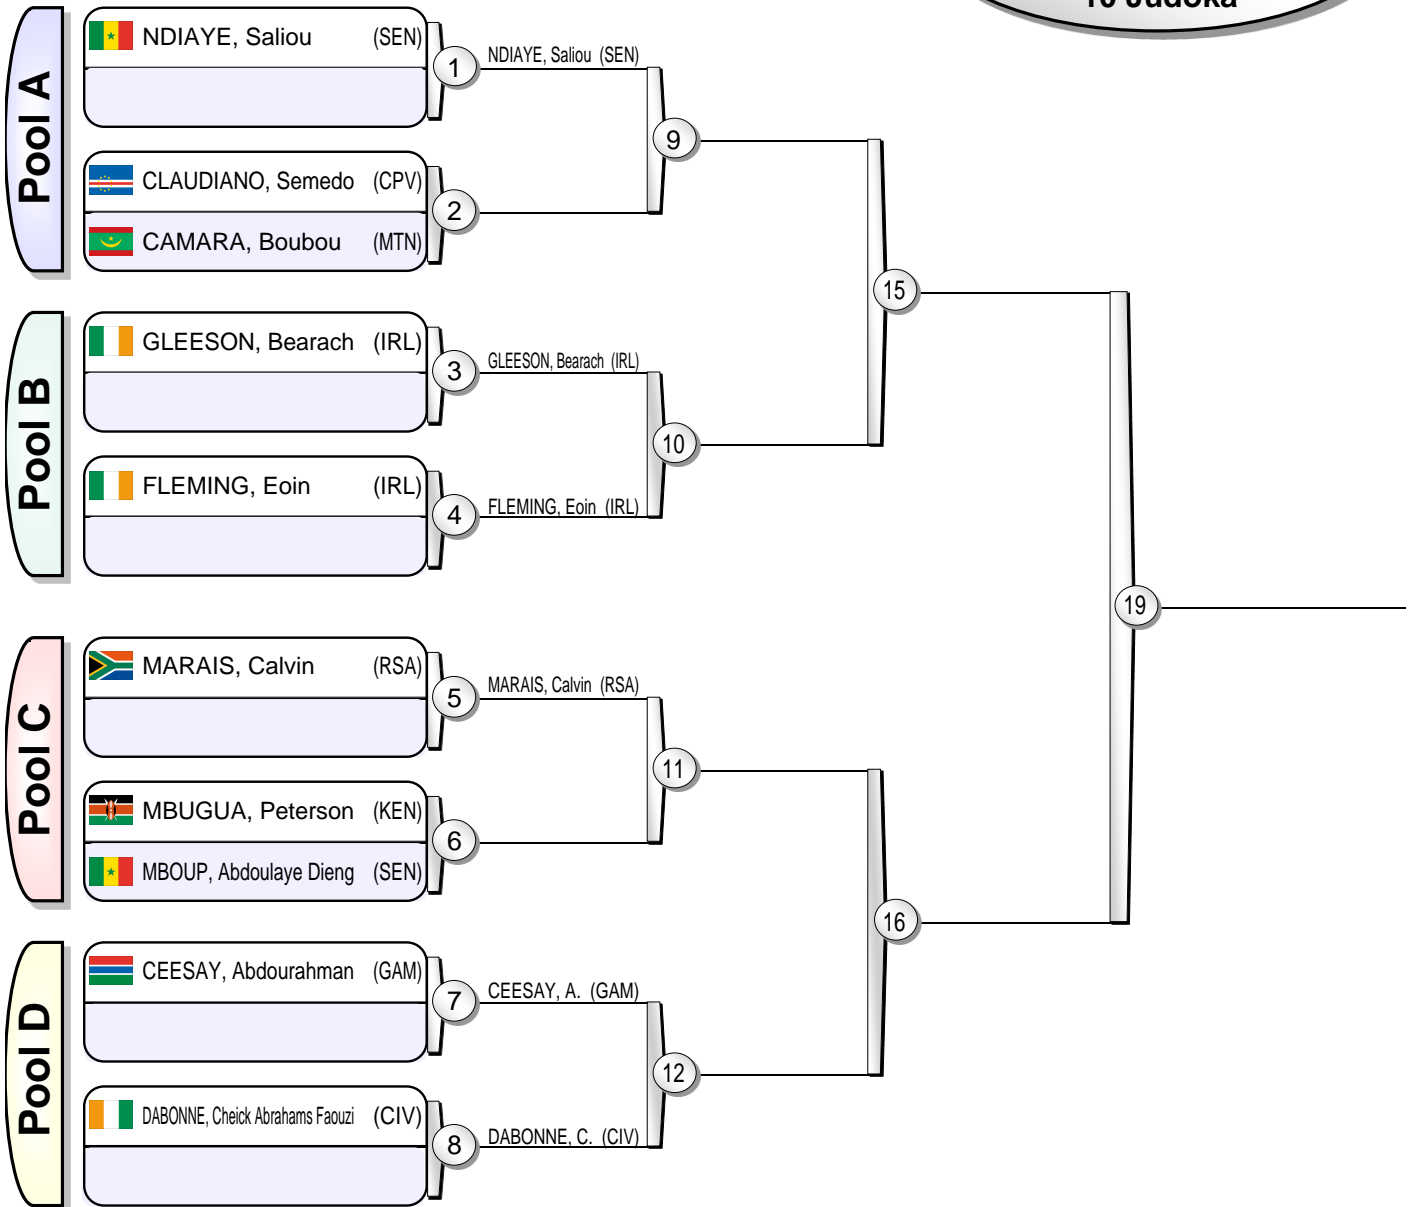 10 Judoka
Pool A
NDIAYE, Saliou (SEN)
1
NDIAYE, Saliou (SEN)
9
CLAUDIANO, Semedo (CPV)
2
CAMARA, Boubou (MTN)
15
Pool B
GLEESON, Bearach (IRL)
3
GLEESON, Bearach (IRL)
10
FLEMING, Eoin (IRL)
4
FLEMING, Eoin (IRL)
19
Pool C
MARAIS, Calvin (RSA)
5
MARAIS, Calvin (RSA)
11
MBUGUA, Peterson (KEN)
6
MBOUP, Abdoulaye Dieng (SEN)
16
Pool D
CEESAY, Abdourahman (GAM)
7
CEESAY, A. (GAM)
12
DABONNE, Cheick Abrahams Faouzi (CIV)
8
DABONNE, C. (CIV)